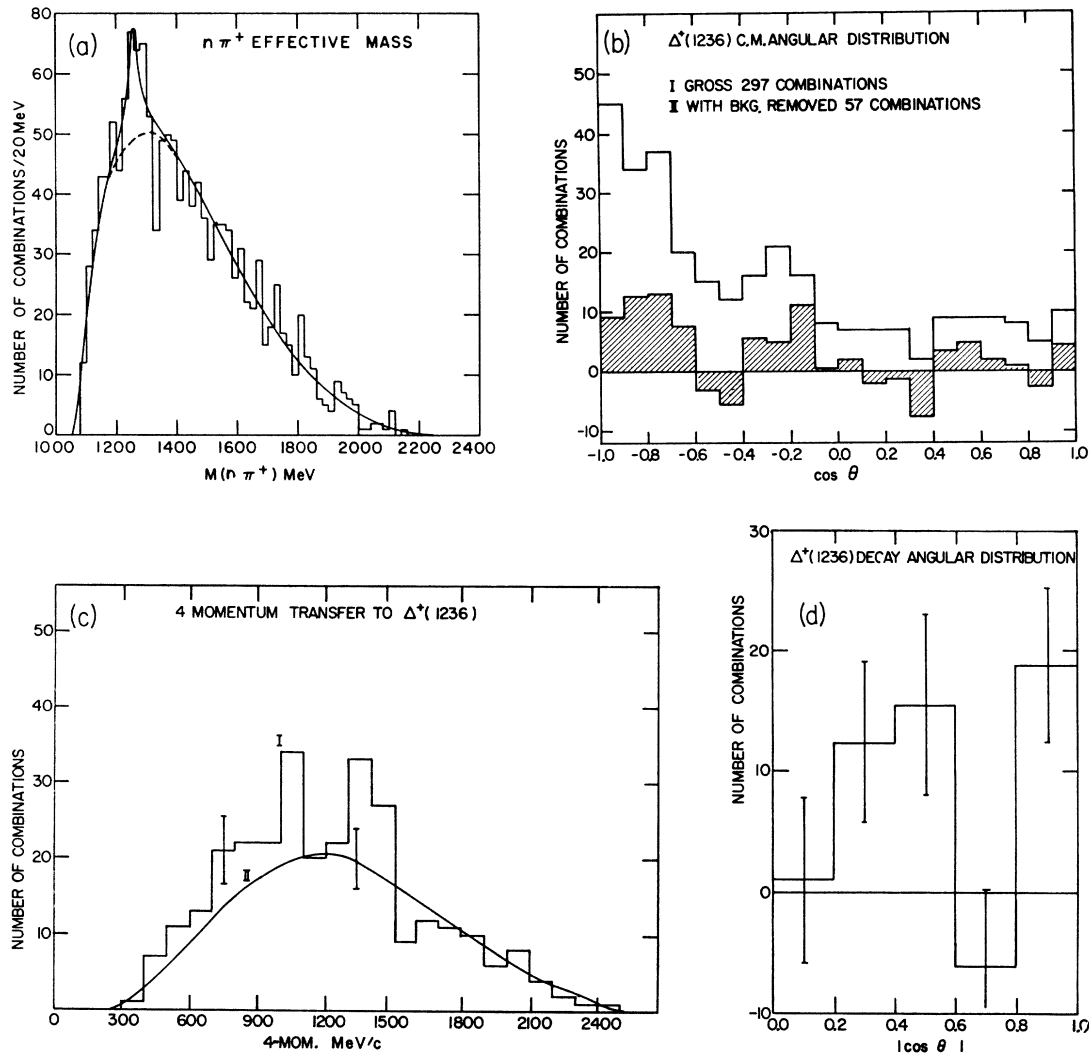 (a)
n π+ EFFECTIVE MASS
NUMBER OF COMBINATIONS/20 MeV
80
70
60
50
40
30
20
10
0
1000 1200 1400 1600 1800 2000 2200 2400
M(n π+) MeV
(b)
Δ+(1236) C.M. ANGULAR DISTRIBUTION
I GROSS 297 COMBINATIONS
II WITH BKG. REMOVED 57 COMBINATIONS
NUMBER OF COMBINATIONS
50
40
30
20
10
0
-10
-1.0 -0.8 -0.6 -0.4 -0.2 0.0 0.2 0.4 0.6 0.8 1.0
cos θ
(c)
4 MOMENTUM TRANSFER TO Δ+(1236)
NUMBER OF COMBINATIONS
50
40
30
20
10
I
II
0 300 600 900 1200 1500 1800 2100 2400
4-MOM. MeV/c
Δ+(1236) DECAY ANGULAR DISTRIBUTION
(d)
NUMBER OF COMBINATIONS
30
20
10
0
-10
0.0 0.2 0.4 0.6 0.8 1.0
|cos θ |